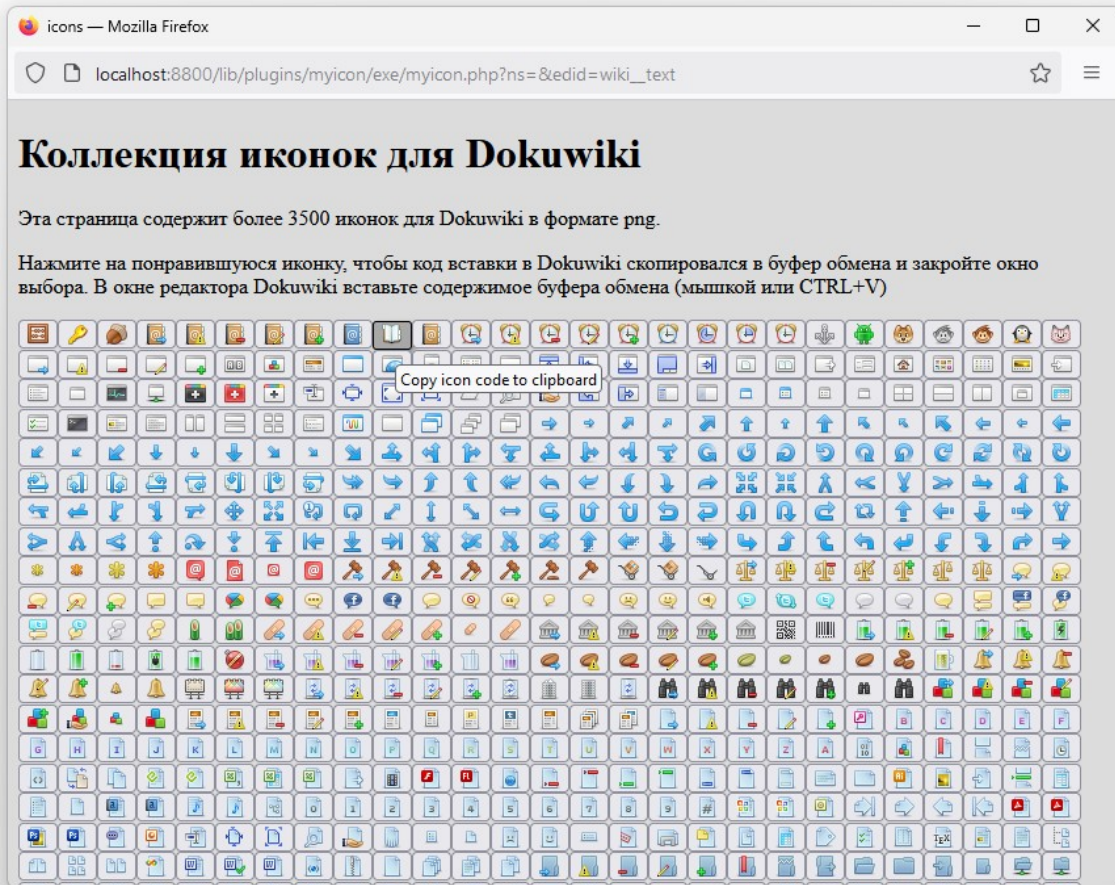 icons — Mozilla Firefox
localhost:8800/lib/plugins/myicon/exe/myicon.php?ns=&edid=wiki__text
Коллекция иконок для Dokuwiki
Эта страница содержит более 3500 иконок для Dokuwiki в формате png.
Нажмите на понравившуюся иконку, чтобы код вставки в Dokuwiki скопировался в буфер обмена и закройте окно
выбора. В окне редактора Dokuwiki вставьте содержимое буфера обмена (мышкой или CTRL+V)
Copy icon code to clipboard